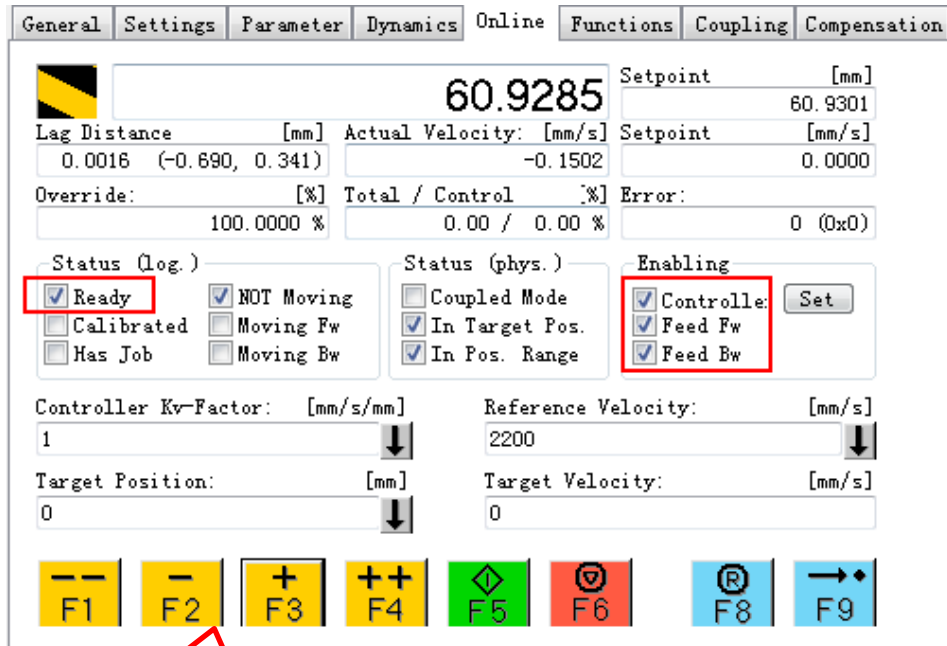 General Settings Parameter Dynamics Online Functions Coupling Compensation
60.9285
Setpoint [mm]
60.9301
Lag Distance [mm] Actual Velocity: [mm/s] Setpoint [mm/s]
0.0016 (-0.690, 0.341) -0.1502 0.0000
Override: [%] Total / Control [%] Error:
100.0000 % 0.00 / 0.00 % 0 (0x0)
Status (log.) Status (phys.) Enabling
Ready NOT Moving Coupled Mode Controlle: Set
Calibrated Moving Fw In Target Pos. Feed Fw
Has Job Moving Bw In Pos. Range Feed Bw
Controller Kv-Factor: [mm/s/mm] Reference Velocity: [mm/s]
1 2200
Target Position: [mm] Target Velocity: [mm/s]
0 0
-- - + ++ R
F1 F2 F3 F4 F5 F6 F8 F9